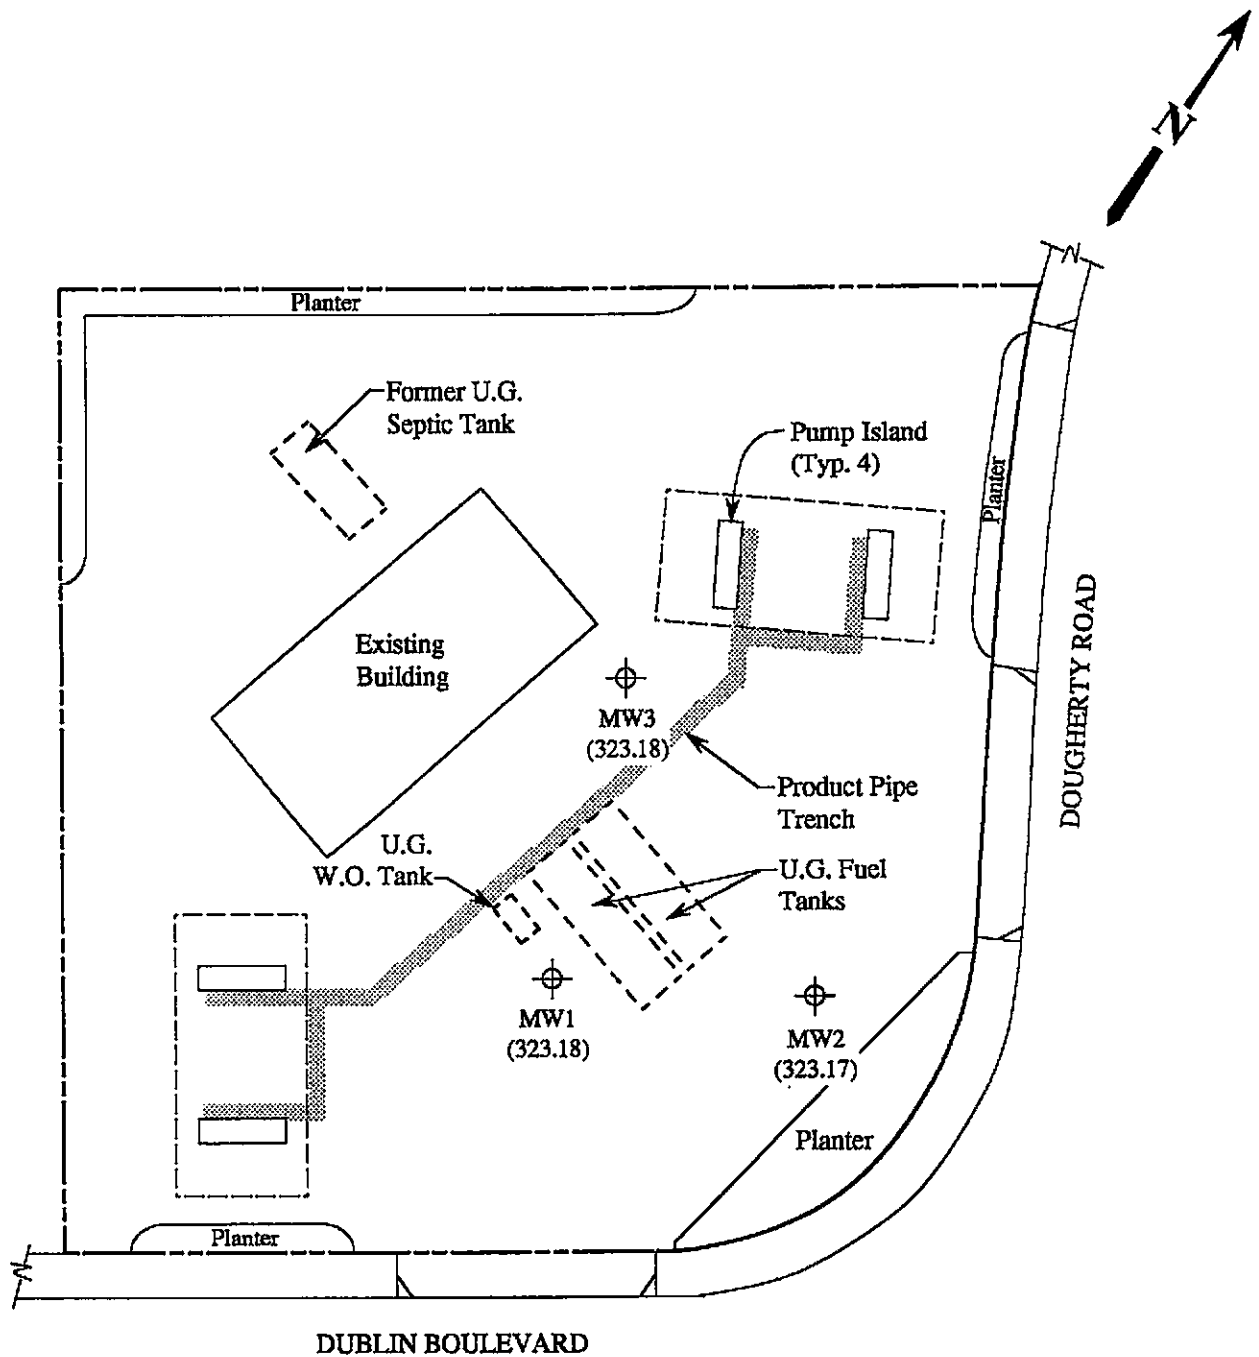 N
Planter
Former U.G.
Septic Tank
Pump Island
(Typ. 4)
Planter
Existing
Building
MW3
(323.18)
DOUGHERTY ROAD
Product Pipe
Trench
U.G.
W.O. Tank
U.G. Fuel
Tanks
MW1
(323.18)
MW2
(323.17)
Planter
Planter
DUBLIN BOULEVARD